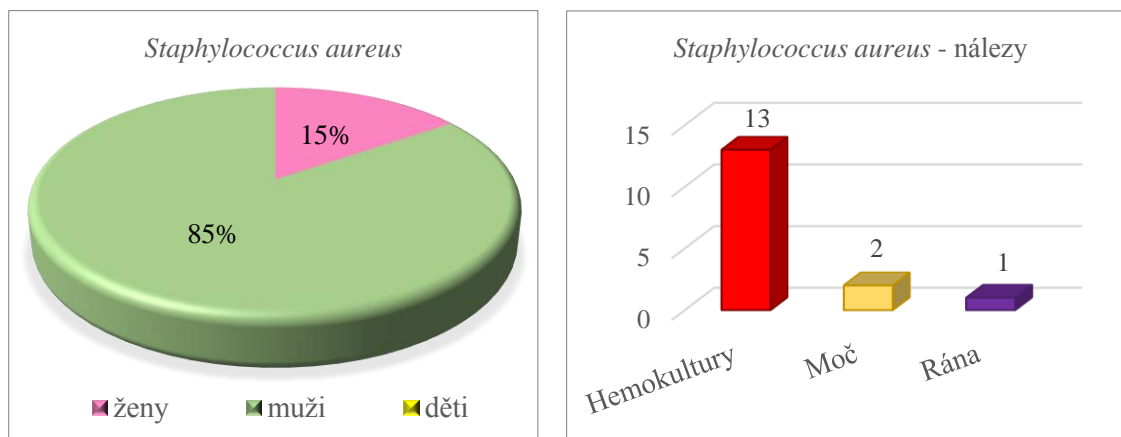 Staphylococcus aureus
15%
85%
ženy muži děti
Staphylococcus aureus - nálezy
15
10
5
0
13
2
1
Hemokultury
Moč
Rána